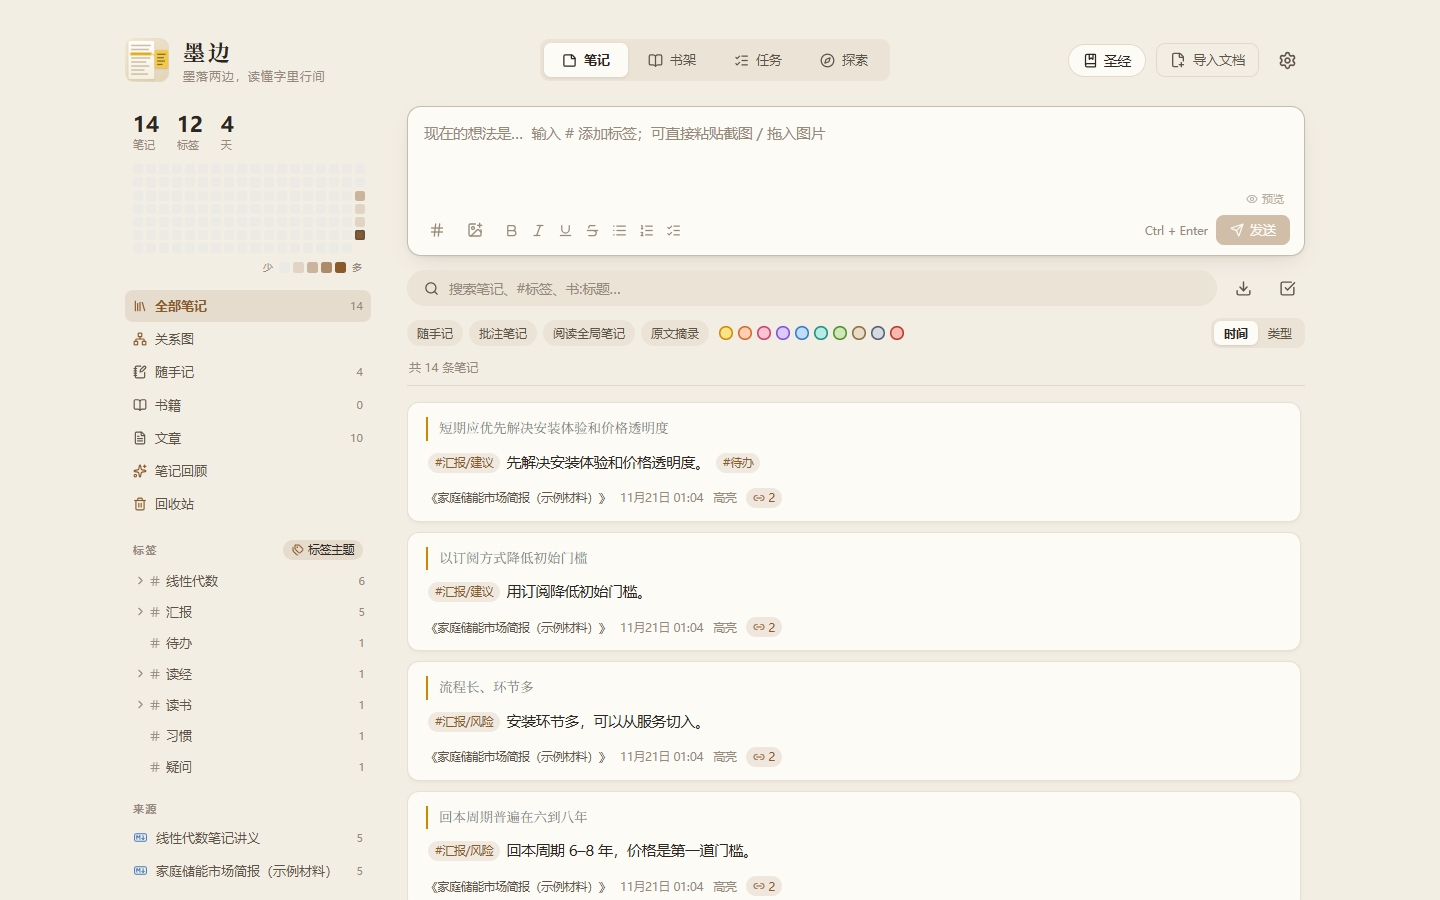 墨边
墨落两边，读懂字里行间
笔记
书架
任务
探索
圣经
导入文档
14 12 4
笔记 标签 天
少 多
全部笔记 14
关系图
随手记 4
书籍 0
文章 10
笔记回顾
回收站
标签 标签主题
# 线性代数 6
# 汇报 5
# 待办 1
# 读经 1
# 读书 1
# 习惯 1
# 疑问 1
来源
线性代数笔记讲义 5
家庭储能市场简报（示例材料） 5
现在的想法是... 输入 # 添加标签；可直接粘贴截图 / 拖入图片
预览
Ctrl + Enter 发送
搜索笔记、#标签、书:标题...
随手记 批注笔记 阅读全局笔记 原文摘录 时间 类型
共 14 条笔记
短期应优先解决安装体验和价格透明度
#汇报/建议 先解决安装体验和价格透明度。 #待办
《家庭储能市场简报（示例材料）》 11月21日 01:04 高亮 2
以订阅方式降低初始门槛
#汇报/建议 用订阅降低初始门槛。
《家庭储能市场简报（示例材料）》 11月21日 01:04 高亮 2
流程长、环节多
#汇报/风险 安装环节多，可以从服务切入。
《家庭储能市场简报（示例材料）》 11月21日 01:04 高亮 2
回本周期普遍在六到八年
#汇报/风险 回本周期 6–8 年，价格是第一道门槛。
《家庭储能市场简报（示例材料）》 11月21日 01:04 高亮 2